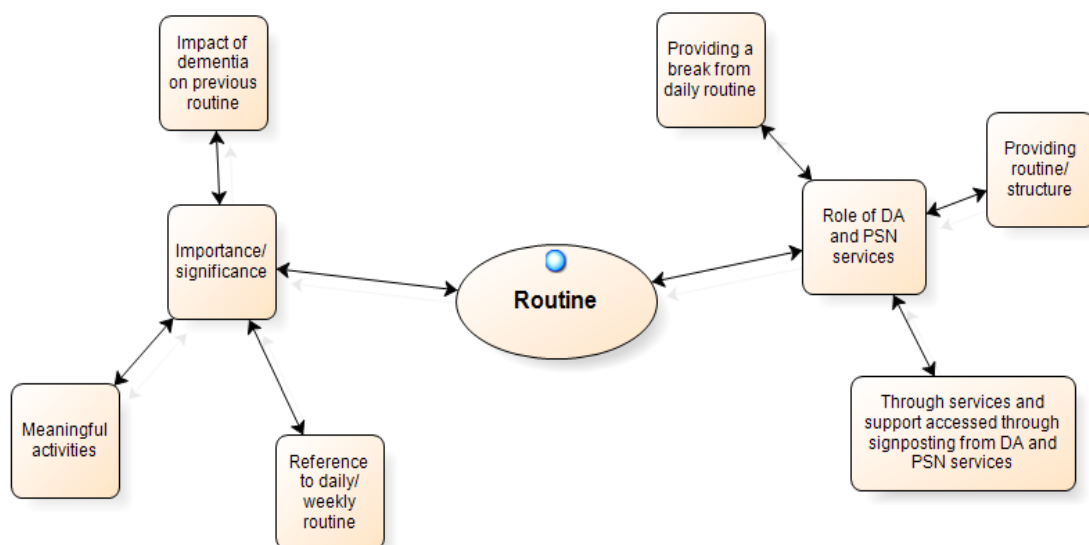 Impact of
dementia
on previous
routine
Providing a
break from
daily routine
Providing
routine/
structure
Role of DA
and PSN
services
Importance/
significance
Routine
Meaningful
activities
Reference
to daily/
weekly
routine
Through services and
support accessed through
signposting from DA and
PSN services